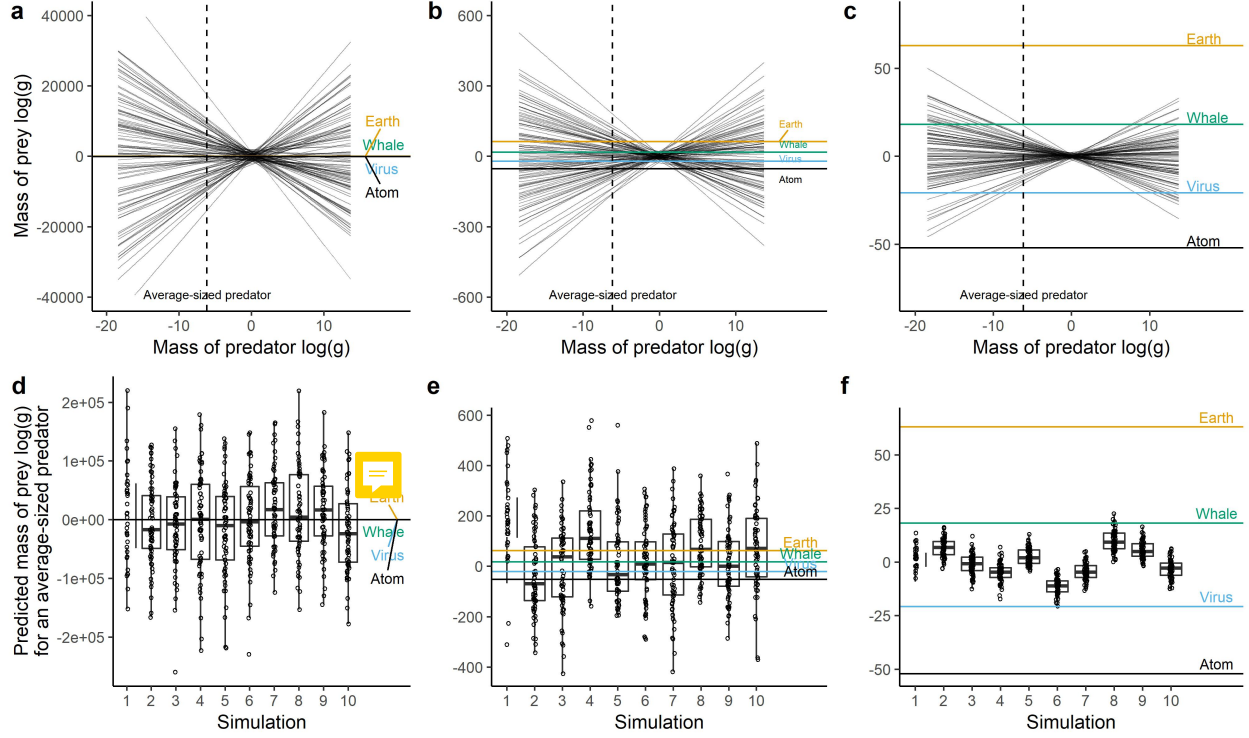 a
Mass of prey log(g)
40000
20000
0
-20000
-40000
Earth
Whale
Virus
Atom
Average-sized predator
-20
-10
0
10
Mass of predator log(g)
b
600
300
0
-300
-600
Earth
Whale
Virus
Atom
Average-sized predator
-20
-10
0
10
Mass of predator log(g)
c
50
0
-50
Earth
Whale
Virus
Atom
Average-sized predator
-20
-10
0
10
Mass of predator log(g)
d
Predicted mass of prey log(g)
for an average-sized predator
2e+05
1e+05
0e+00
-1e+05
-2e+05
Earth
Whale
Virus
Atom
1 2 3 4 5 6 7 8 9 10
Simulation
e
600
400
200
0
-200
-400
Earth
Whale
Virus
Atom
1 2 3 4 5 6 7 8 9 10
Simulation
f
50
25
0
-25
-50
Earth
Whale
Virus
Atom
1 2 3 4 5 6 7 8 9 10
Simulation